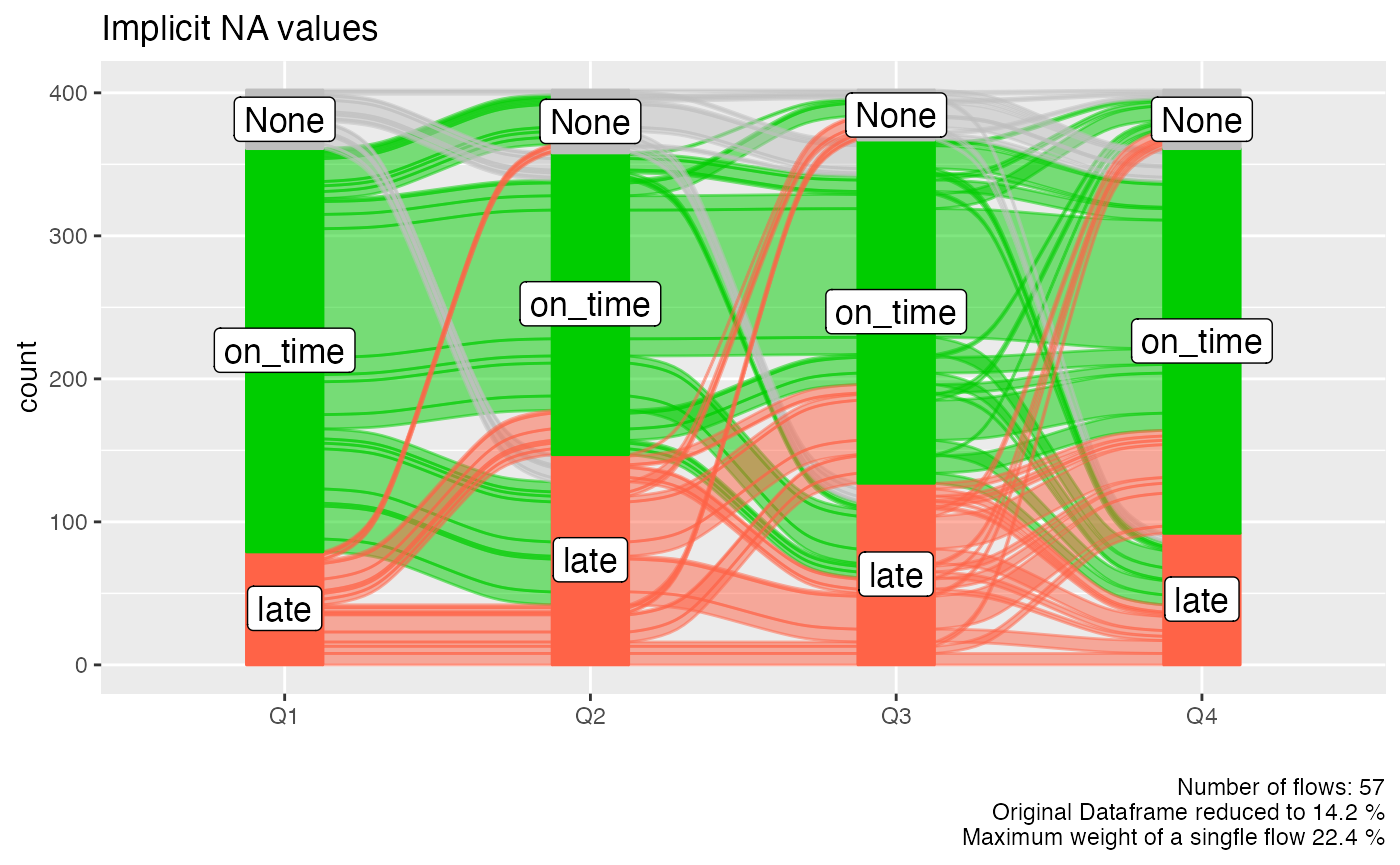 Implicit NA values
400
300
200
100
0
count
None
None
None
None
on_time
on_time
on_time
on_time
late
late
late
late
Q1
Q2
Q3
Q4
Number of flows: 57
Original Dataframe reduced to 14.2 %
Maximum weight of a singfle flow 22.4 %